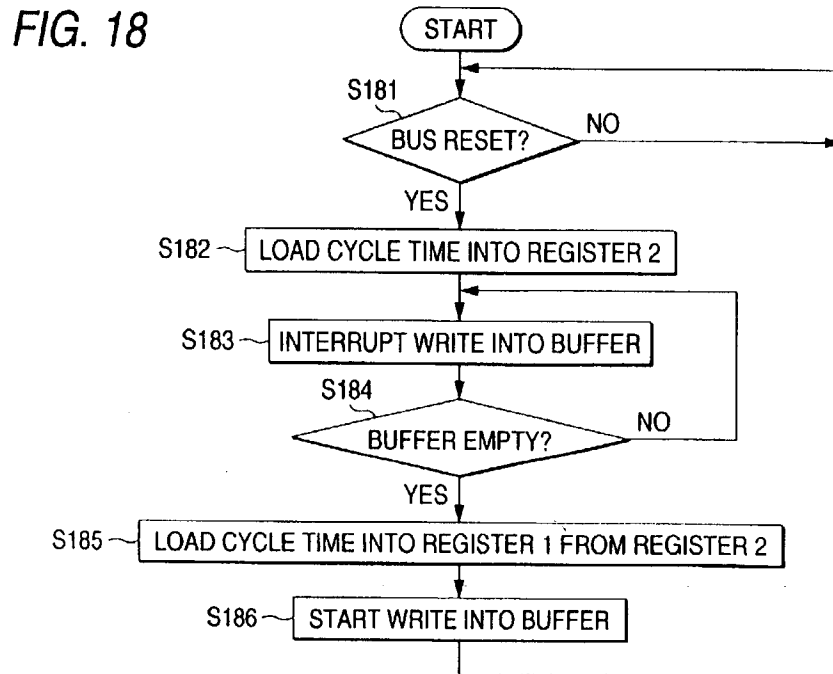 FIG. 18
START
S181
BUS RESET?
NO
YES
S182
LOAD CYCLE TIME INTO REGISTER 2
S183
INTERRUPT WRITE INTO BUFFER
S184
BUFFER EMPTY?
NO
YES
S185
LOAD CYCLE TIME INTO REGISTER 1 FROM REGISTER 2
S186
START WRITE INTO BUFFER